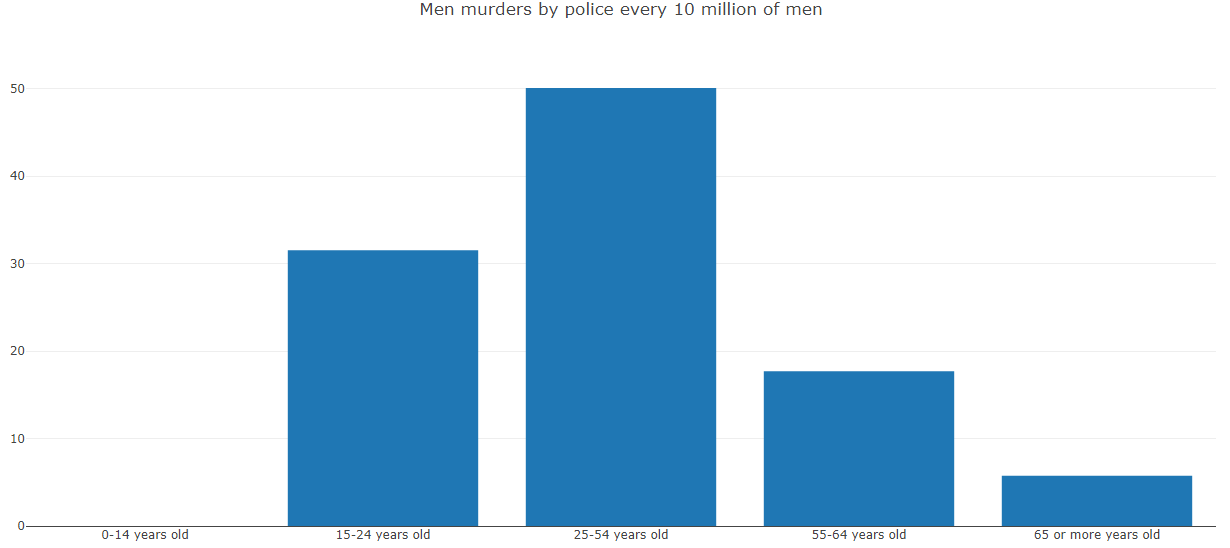 Men murders by police every 10 million of men
50
40
30
20
10
0
0-14 years old
15-24 years old
25-54 years old
55-64 years old
65 or more years old